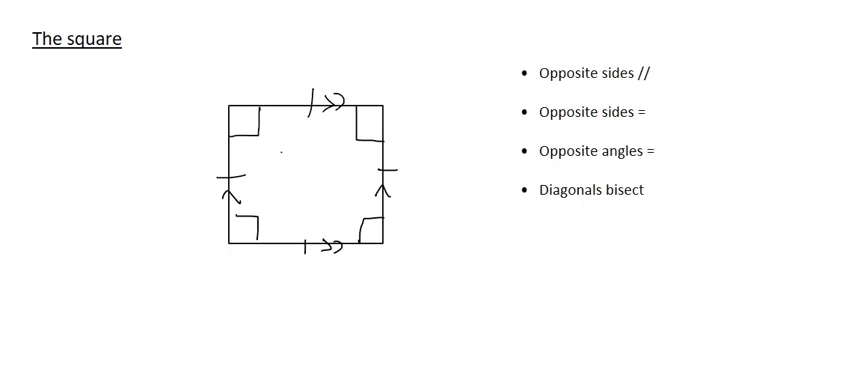 The square
• Opposite sides //
• Opposite sides =
• Opposite angles =
• Diagonals bisect